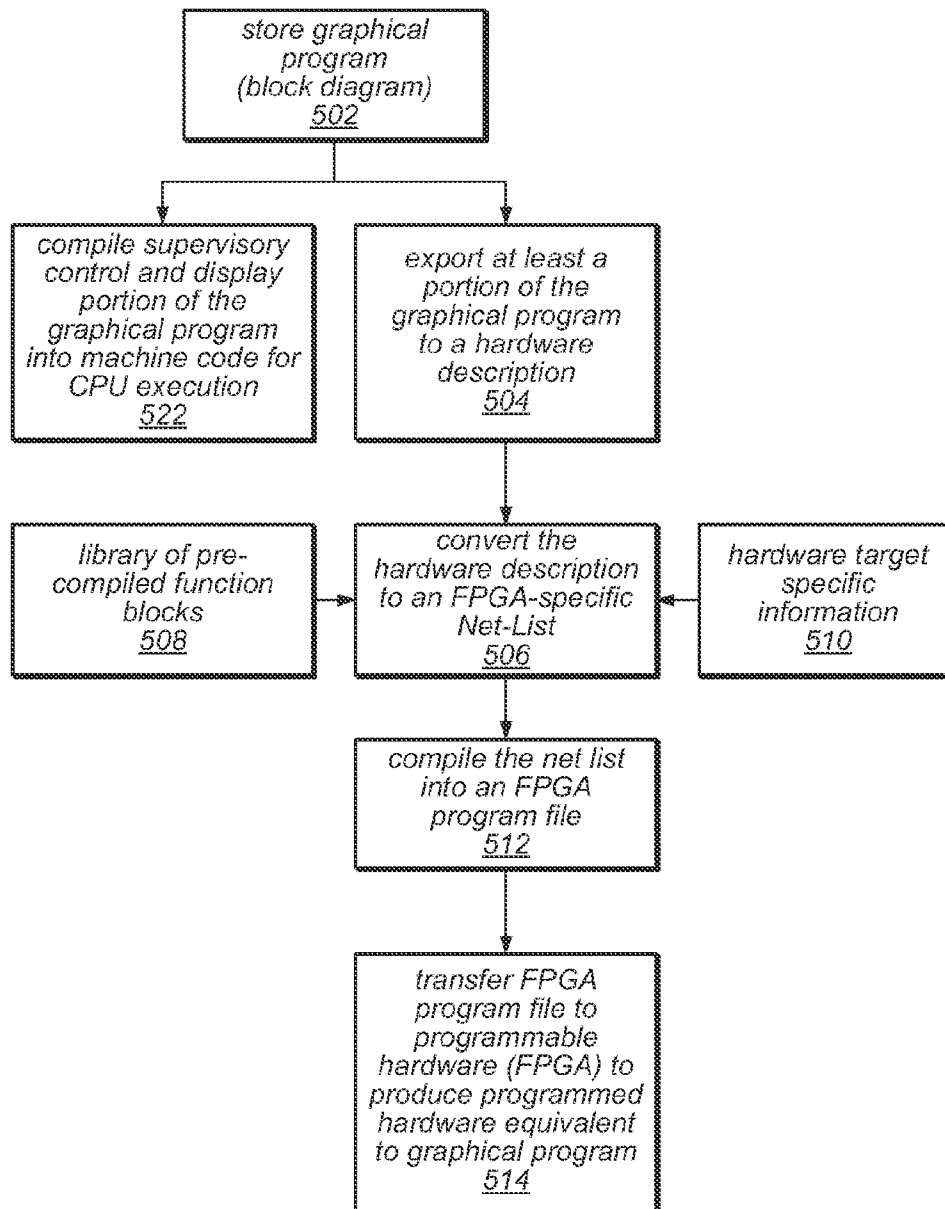 store graphical
program
(block diagram)
502
compile supervisory
control and display
portion of the
graphical program
into machine code for
CPU execution
522
export at least a
portion of the
graphical program
to a hardware
description
504
library of pre-
compiled function
blocks
508
convert the
hardware description
to an FPGA-specific
Net-List
506
hardware target
specific
information
510
compile the net list
into an FPGA
program file
512
transfer FPGA
program file to
programmable
hardware (FPGA) to
produce programmed
hardware equivalent
to graphical program
514